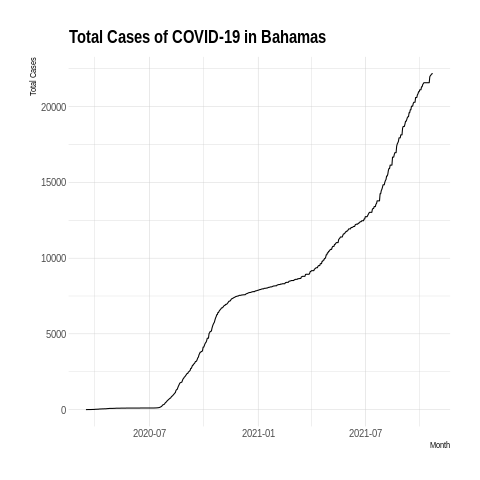 Total Cases of COVID-19 in Bahamas
Total Cases
20000
15000
10000
5000
0
2020-07 2021-01 2021-07
Month